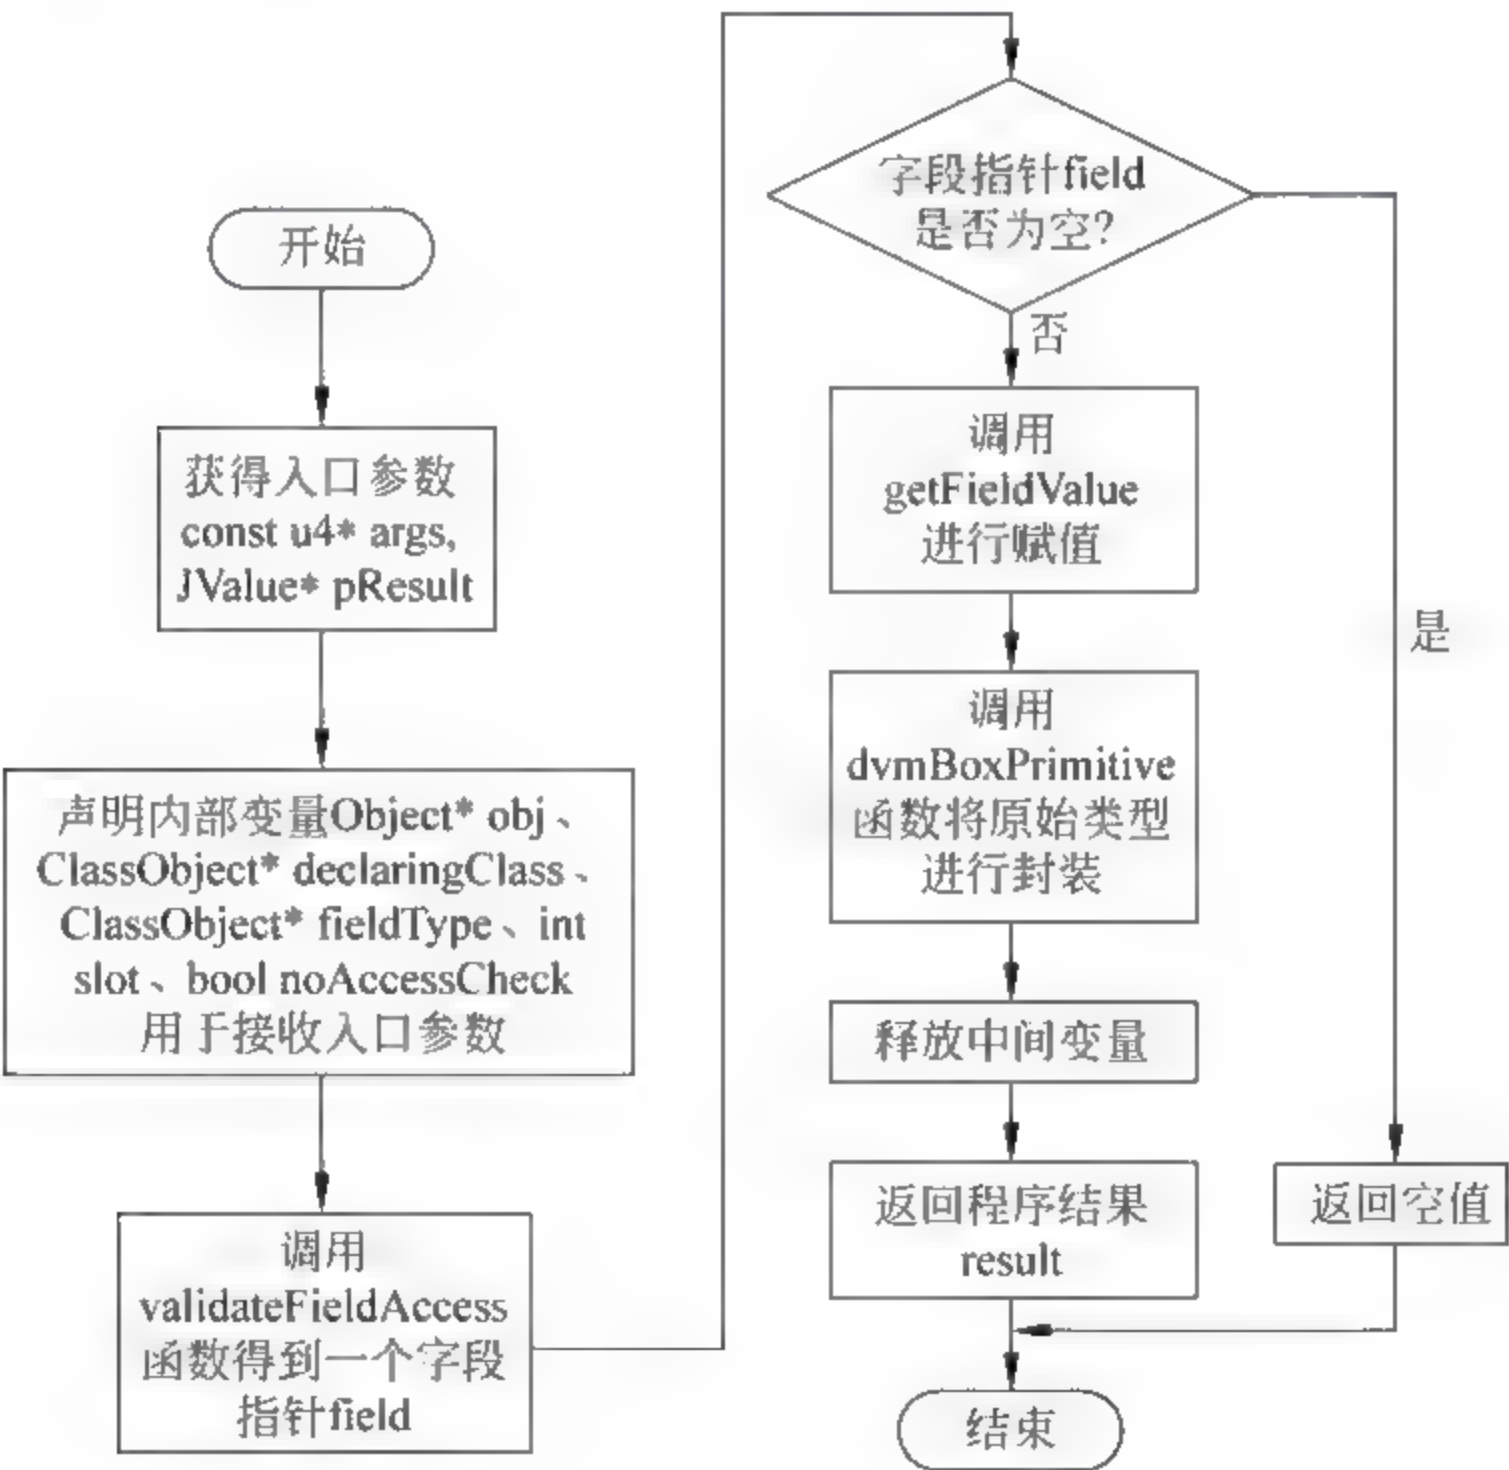 开始
获得入口参数
const u4* args,
JValue* pResult
声明内部变量Object* obj、
ClassObject* declaringClass、
ClassObject* fieldType、int
slot、bool noAccessCheck
用于接收入口参数
调用
validateFieldAccess
函数得到一个字段
指针field
字段指针field
是否为空?
否
调用
getFieldValue
进行赋值
调用
dvmBoxPrimitive
函数将原始类型
进行封装
释放中间变量
返回程序结果
result
是
返回空值
结束